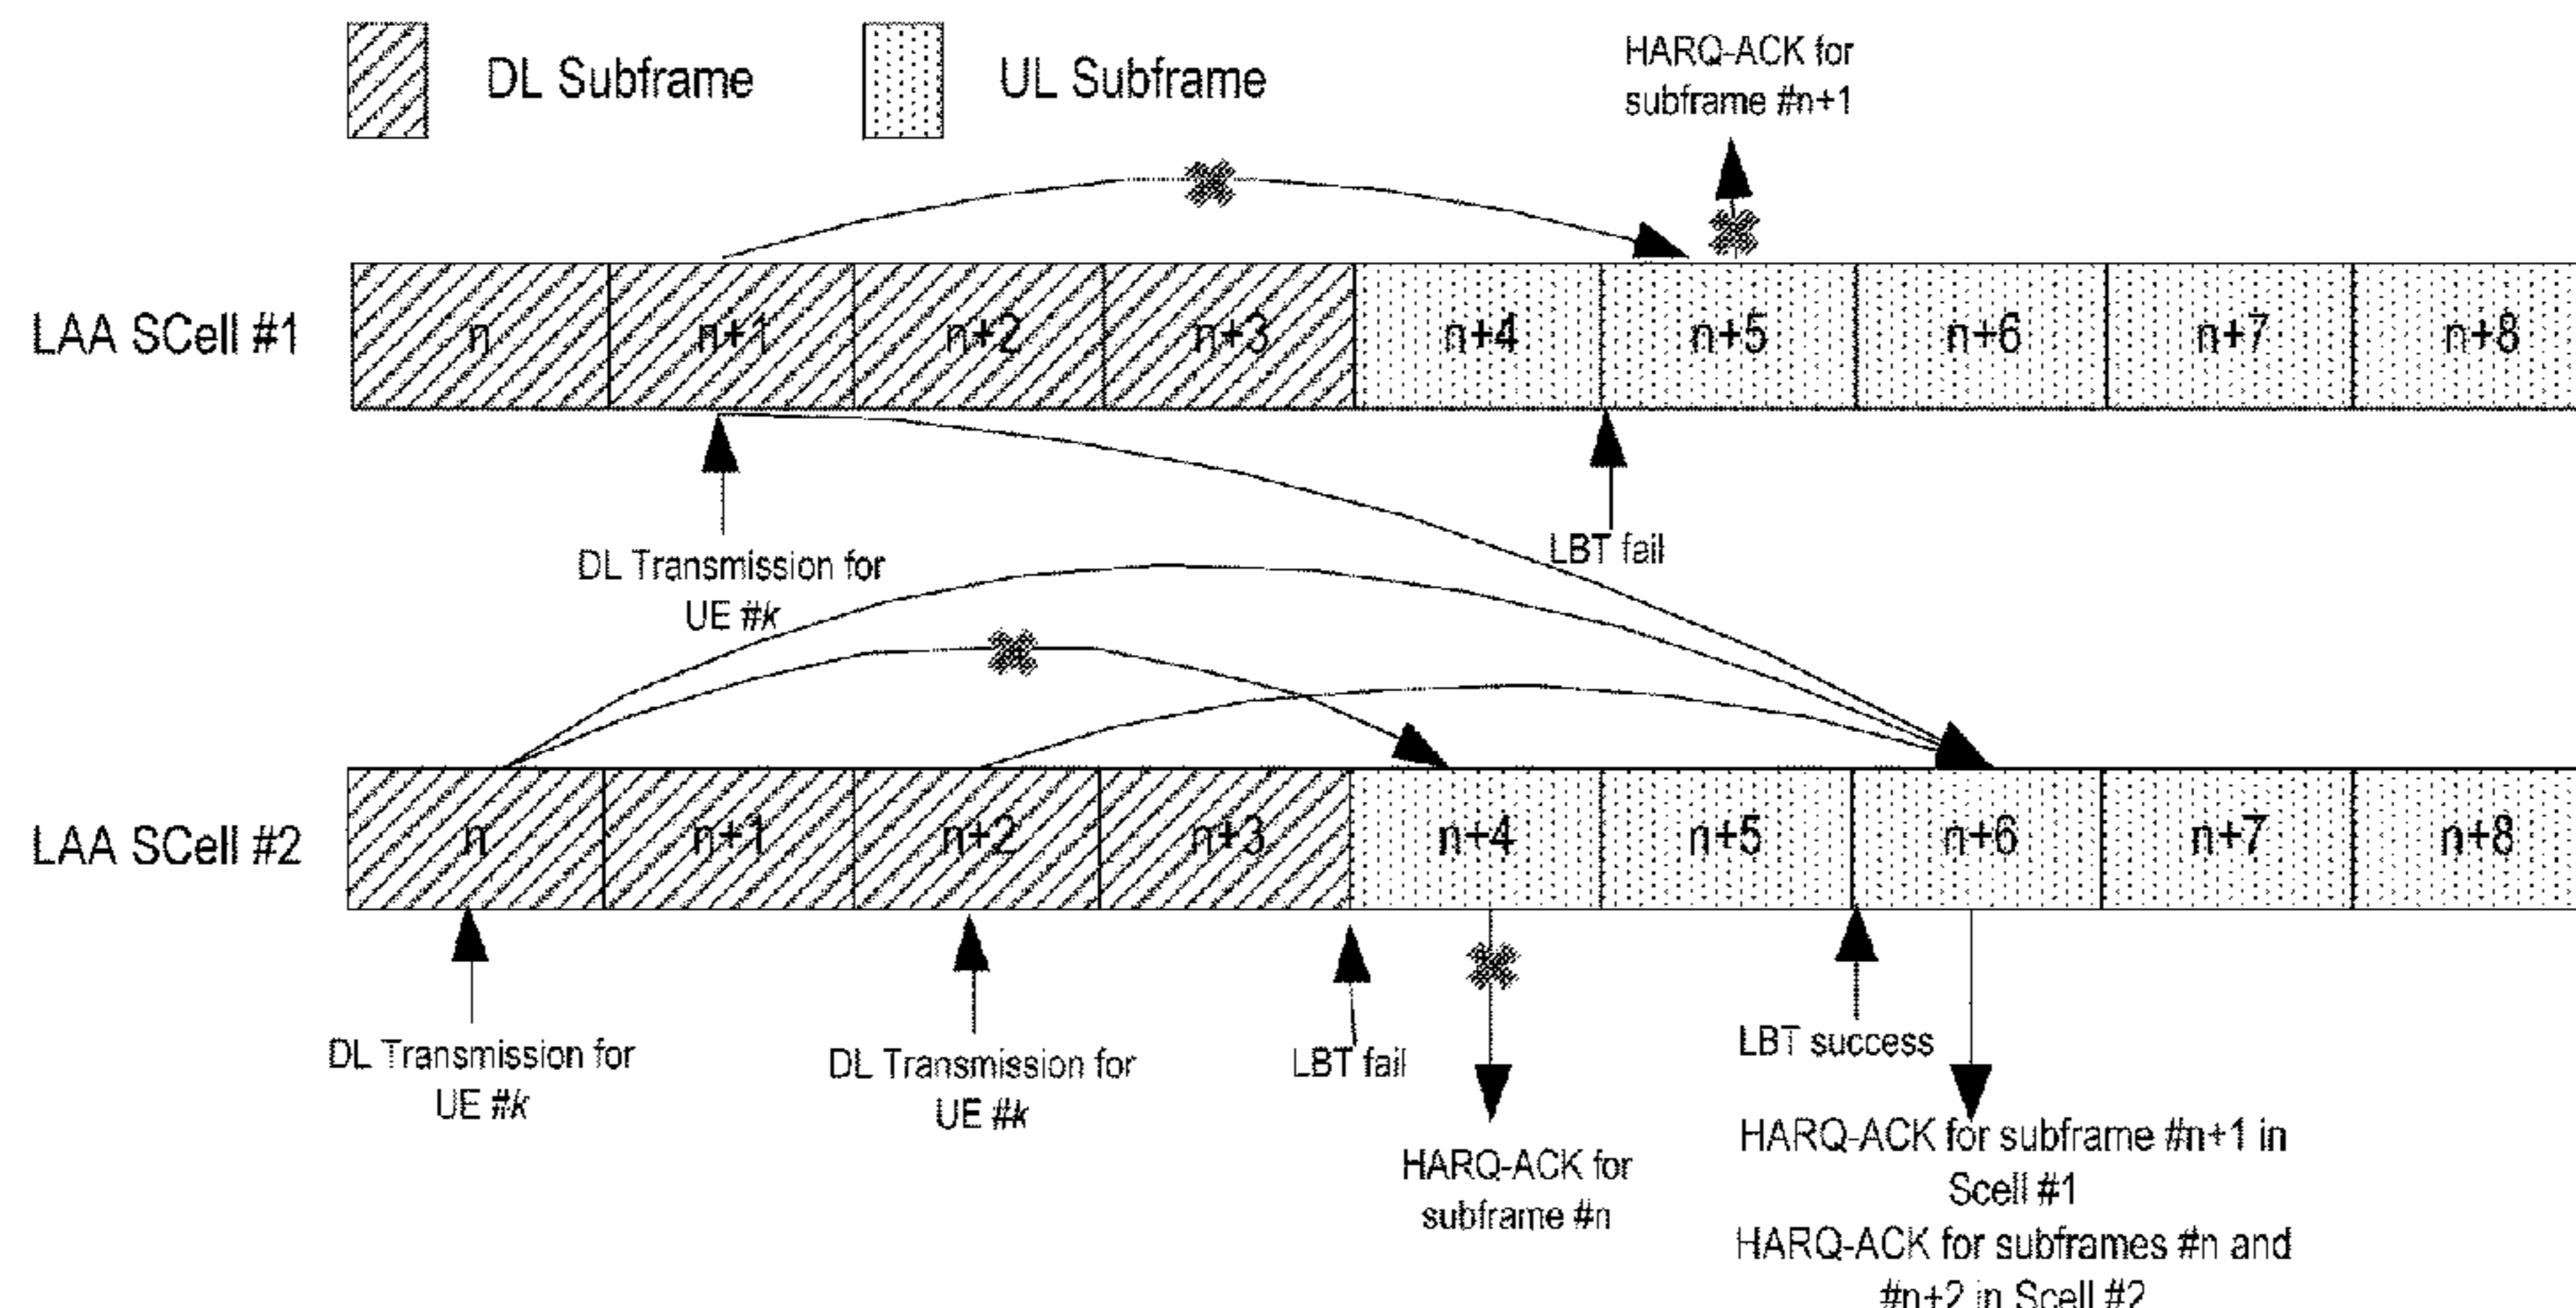 DL Subframe
UL Subframe
HARQ-ACK for
subframe #n+1
LAA SCell #1
n
n+1
n+2
n+3
n+4
n+5
n+6
n+7
n+8
DL Transmission for
UE #k
LBT fail
LAA SCell #2
n
n+1
n+2
n+3
n+4
n+5
n+6
n+7
n+8
DL Transmission for
UE #k
DL Transmission for
UE #k
LBT fail
HARQ-ACK for
subframe #n
LBT success
HARQ-ACK for subframe #n+1 in
Scell #1
HARQ-ACK for subframes #n and
#n+2 in Scell #2